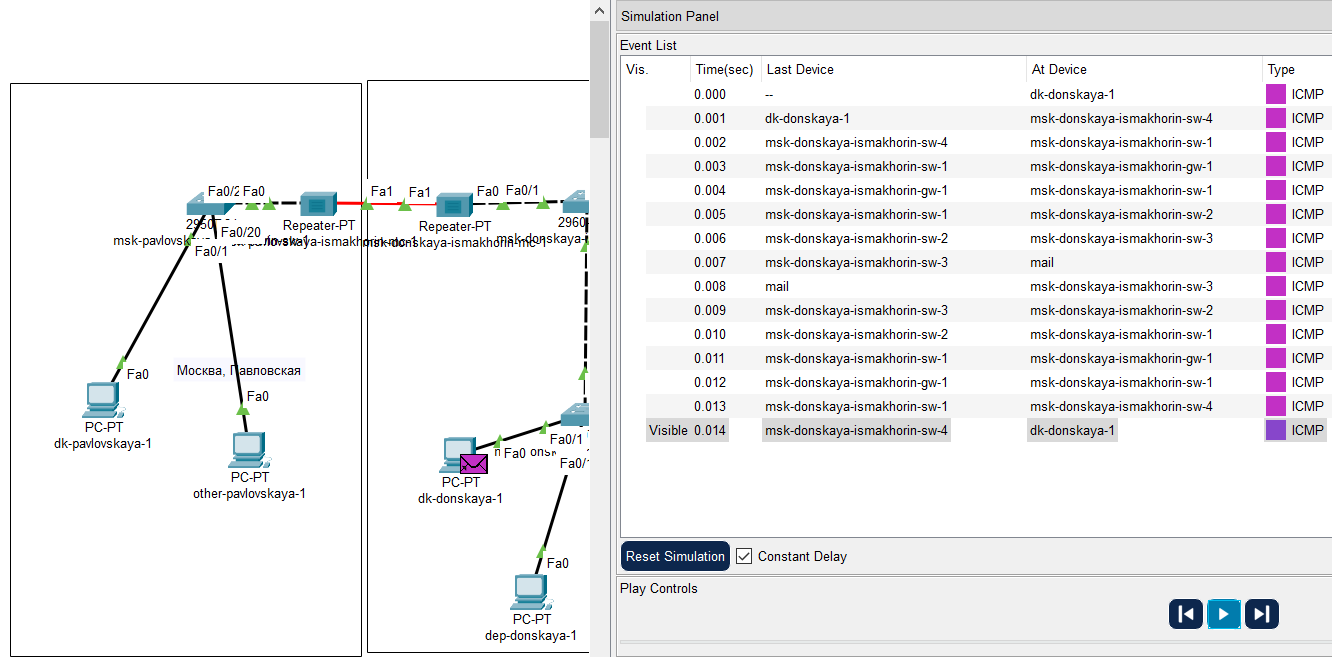 Fa0/2 Fa0
Fa1 Fa1
Fa0 Fa0/1
Repeater-PT
Repeater-PT
2960
Fa0/20
Fa0/1
Fa0
Москва, Павловская
Fa0
PC-PT
dk-pavlovskaya-1
PC-PT
other-pavlovskaya-1
Fa0/1
Fa0
PC-PT
dk-donskaya-1
Fa0
PC-PT
dep-donskaya-1
Simulation Panel
Event List
Vis. Time(sec) Last Device At Device Type
0.000 -- dk-donskaya-1 ICMP
0.001 dk-donskaya-1 msk-donskaya-ismakhorin-sw-4 ICMP
0.002 msk-donskaya-ismakhorin-sw-4 msk-donskaya-ismakhorin-sw-1 ICMP
0.003 msk-donskaya-ismakhorin-sw-1 msk-donskaya-ismakhorin-gw-1 ICMP
0.004 msk-donskaya-ismakhorin-gw-1 msk-donskaya-ismakhorin-sw-1 ICMP
0.005 msk-donskaya-ismakhorin-sw-1 msk-donskaya-ismakhorin-sw-2 ICMP
0.006 msk-donskaya-ismakhorin-sw-2 msk-donskaya-ismakhorin-sw-3 ICMP
0.007 msk-donskaya-ismakhorin-sw-3 mail ICMP
0.008 mail msk-donskaya-ismakhorin-sw-3 ICMP
0.009 msk-donskaya-ismakhorin-sw-3 msk-donskaya-ismakhorin-sw-2 ICMP
0.010 msk-donskaya-ismakhorin-sw-2 msk-donskaya-ismakhorin-sw-1 ICMP
0.011 msk-donskaya-ismakhorin-sw-1 msk-donskaya-ismakhorin-gw-1 ICMP
0.012 msk-donskaya-ismakhorin-gw-1 msk-donskaya-ismakhorin-sw-1 ICMP
0.013 msk-donskaya-ismakhorin-sw-1 msk-donskaya-ismakhorin-sw-4 ICMP
Visible 0.014 msk-donskaya-ismakhorin-sw-4 dk-donskaya-1 ICMP
Reset Simulation Constant Delay
Play Controls